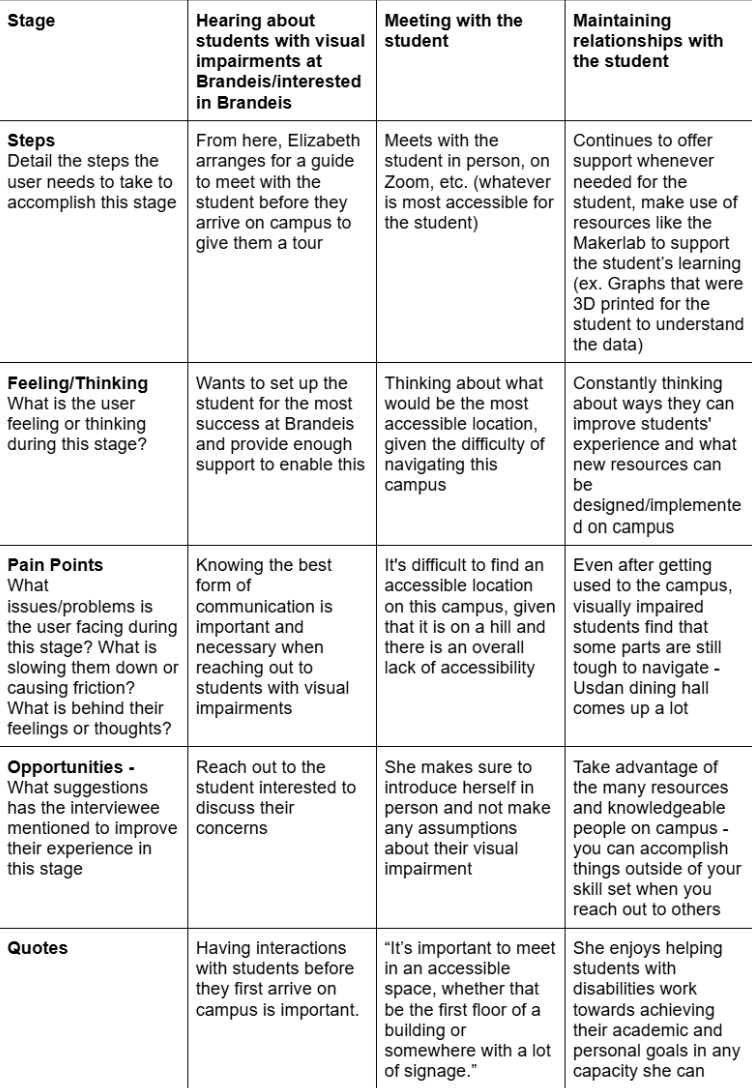 Stage
Hearing about
students with visual
impairments at
Brandeis/interested
in Brandeis
Meeting with the
student
Maintaining
relationships with
the student
Steps
Detail the steps the
user needs to take to
accomplish this stage
From here, Elizabeth
arranges for a guide
to meet with the
student before they
arrive on campus to
give them a tour
Meets with the
student in person, on
Zoom, etc. (whatever
is most accessible for
the student)
Continues to offer
support whenever
needed for the
student, make use of
resources like the
Makerlab to support
the student’s learning
(ex. Graphs that were
3D printed for the
student to understand
the data)
Feeling/Thinking
What is the user
feeling or thinking
during this stage?
Wants to set up the
student for the most
success at Brandeis
and provide enough
support to enable this
Thinking about what
would be the most
accessible location,
given the difficulty of
navigating this
campus
Constantly thinking
about ways they can
improve students'
experience and what
new resources can
be
designed/implemente
d on campus
Pain Points
What
issues/problems is
the user facing during
this stage? What is
slowing them down or
causing friction?
What is behind their
feelings or thoughts?
Knowing the best
form of
communication is
important and
necessary when
reaching out to
students with visual
impairments
It's difficult to find an
accessible location
on this campus, given
that it is on a hill and
there is an overall
lack of accessibility
Even after getting
used to the campus,
visually impaired
students find that
some parts are still
tough to navigate -
Usdan dining hall
comes up a lot
Opportunities -
What suggestions
has the interviewee
mentioned to improve
their experience in
this stage
Reach out to the
student interested to
discuss their
concerns
She makes sure to
introduce herself in
person and not make
any assumptions
about their visual
impairment
Take advantage of
the many resources
and knowledgeable
people on campus -
you can accomplish
things outside of your
skill set when you
reach out to others
Quotes
Having interactions
with students before
they first arrive on
campus is important.
“It’s important to meet
in an accessible
space, whether that
be the first floor of a
building or
somewhere with a lot
of signage.”
She enjoys helping
students with
disabilities work
towards achieving
their academic and
personal goals in any
capacity she can